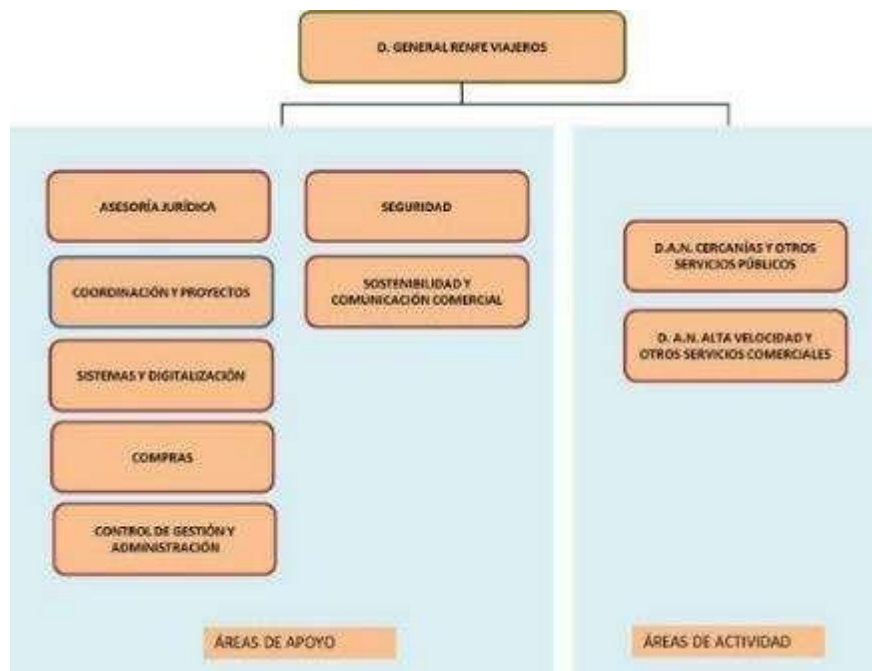 D. GENERAL RENFE VIAJEROS
ASESORÍA JURÍDICA
COORDINACIÓN Y PROYECTOS
SISTEMAS Y DIGITALIZACIÓN
COMPRAS
CONTROL DE GESTIÓN Y
ADMINISTRACIÓN
SEGURIDAD
SOSTENIBILIDAD Y
COMUNICACIÓN COMERCIAL
ÁREAS DE APOYO
D.A.N. CERCANÍAS Y OTROS
SERVICIOS PÚBLICOS
D. A.N. ALTA VELOCIDAD Y
OTROS SERVICIOS COMERCIALES
ÁREAS DE ACTIVIDAD